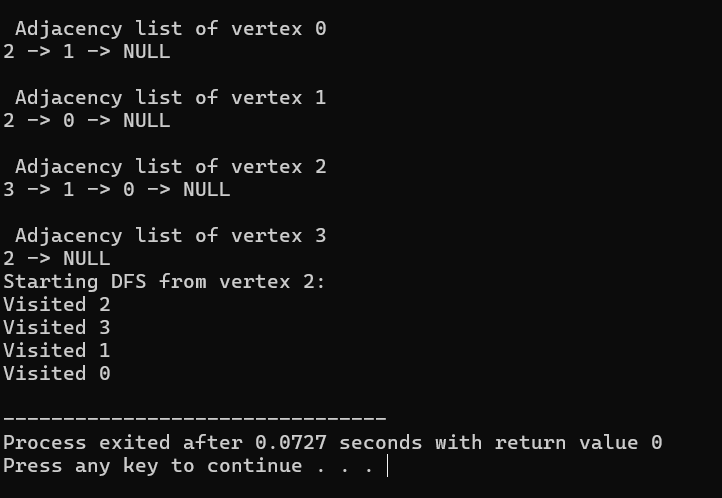 Adjacency list of vertex 0
2 -> 1 -> NULL
Adjacency list of vertex 1
2 -> 0 -> NULL
Adjacency list of vertex 2
3 -> 1 -> 0 -> NULL
Adjacency list of vertex 3
2 -> NULL
Starting DFS from vertex 2:
Visited 2
Visited 3
Visited 1
Visited 0
--------------------------------
Process exited after 0.0727 seconds with return value 0
Press any key to continue . . .